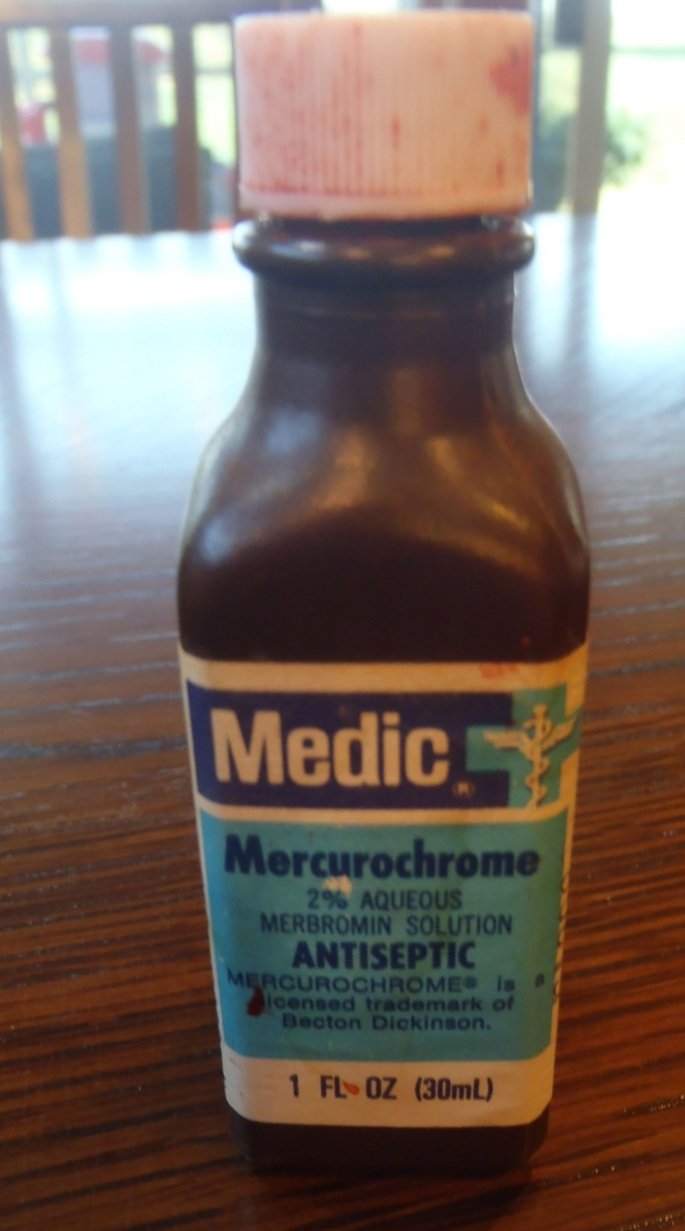 Medic®
Mercurochrome
2% AQUEOUS
MERBROMIN SOLUTION
ANTISEPTIC
MERCUROCHROME® is a
licensed trademark of
Becton Dickinson.
1 FL OZ (30mL)